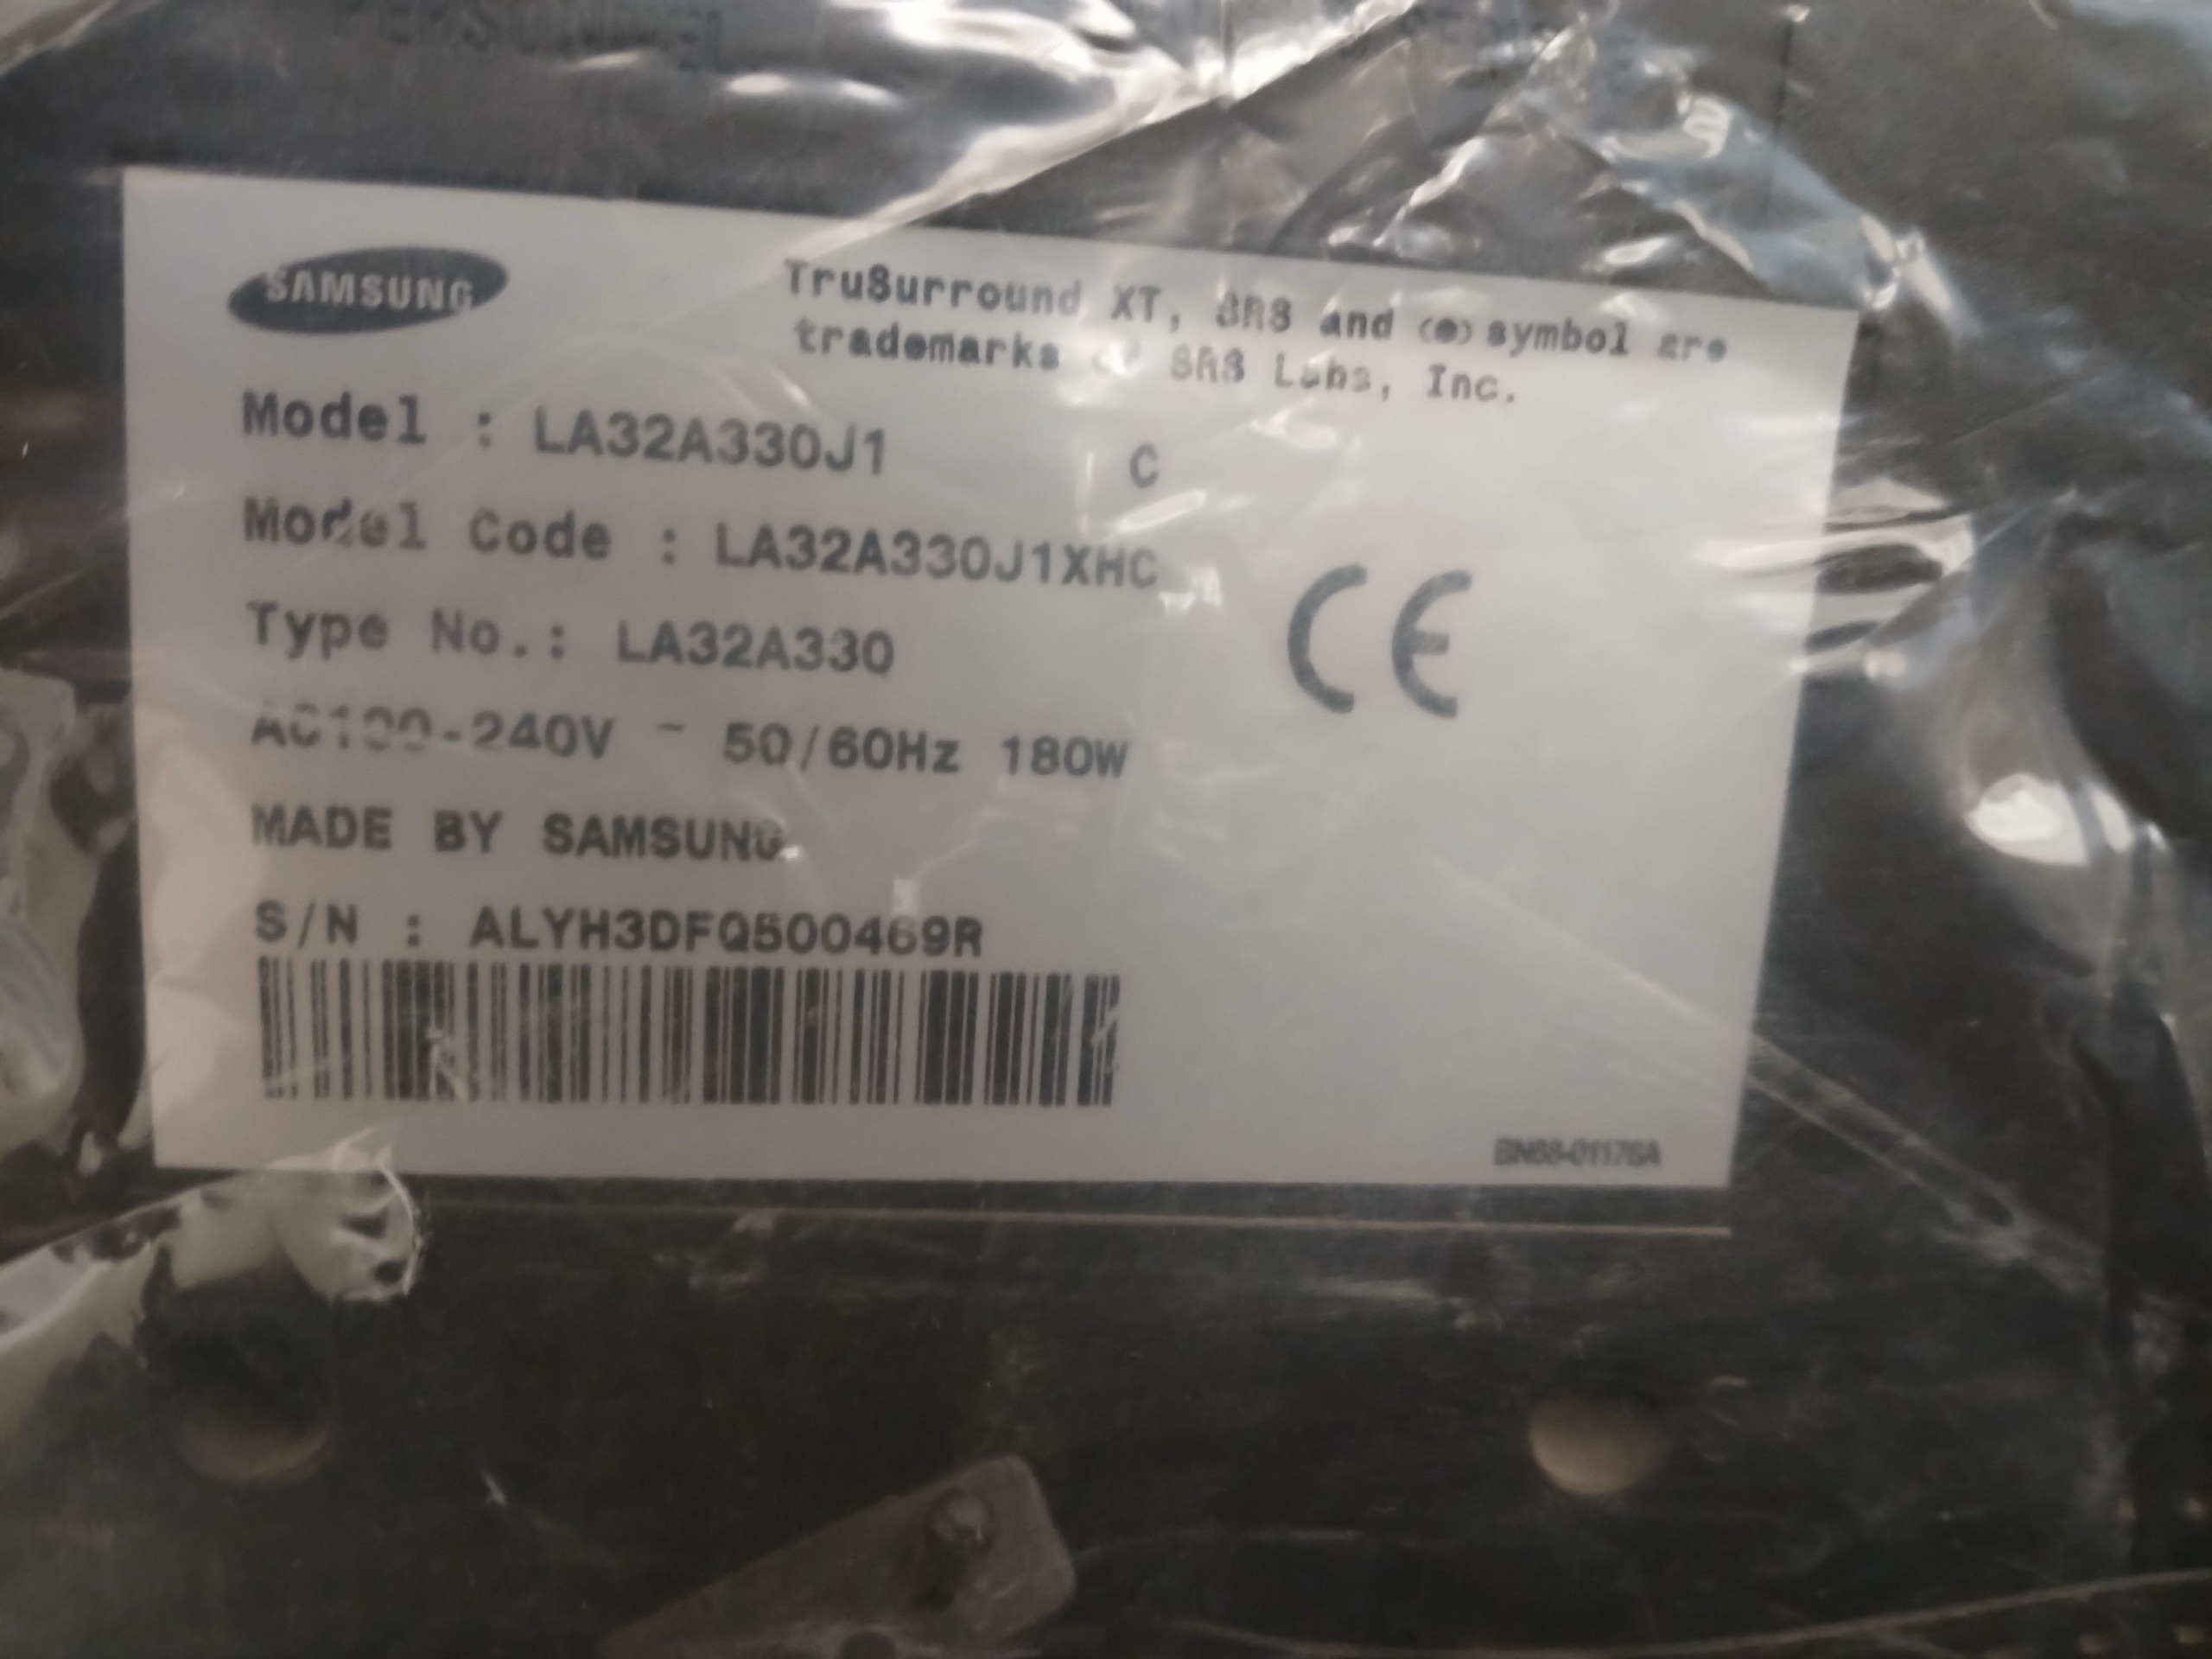 PERSONNEL
SAMSUNG
TruSurround XT, SRS and (●) symbol are
trademarks of SRS Labs, Inc.
Model : LA32A330J1 C
Model Code : LA32A330J1XHC
Type No.: LA32A330
AC100-240V ~ 50/60Hz 180W
MADE BY SAMSUNG
S/N : ALYH3DFQ500469R